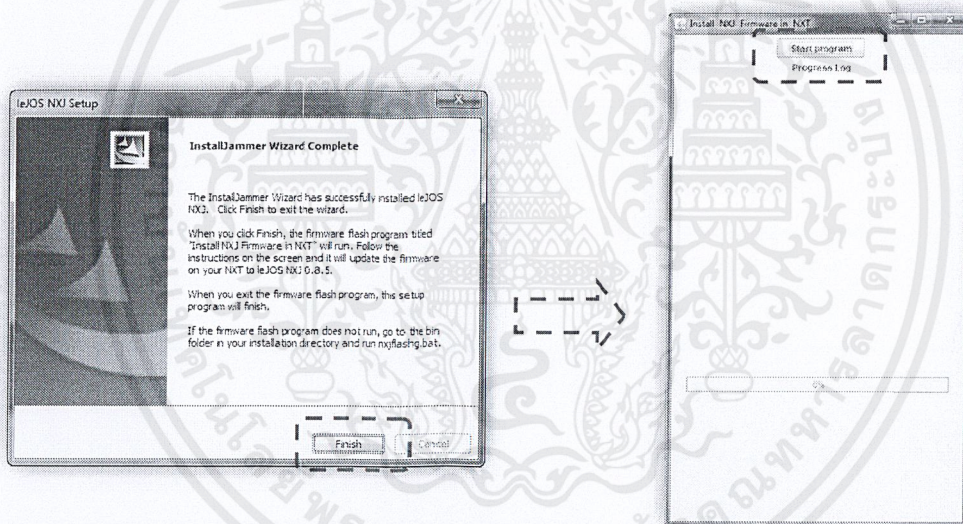 leJOS NXJ Setup
InstallJammer Wizard Complete
The InstallJammer Wizard has successfully installed leJOS
NXJ. Click Finish to exit the wizard.
When you click Finish, the firmware flash program titled
"Install NXJ Firmware in NXT" will run. Follow the
instructions on the screen and it will update the firmware
on your NXT to leJOS NXJ 0.8.5.
When you exit the firmware flash program, this setup
program will finish.
If the firmware flash program does not run, go to the bin
folder in your installation directory and run nxjflashg.bat.
Finish
Cancel
Install NXJ Firmware in NXT
Start program
Progress Log
0%